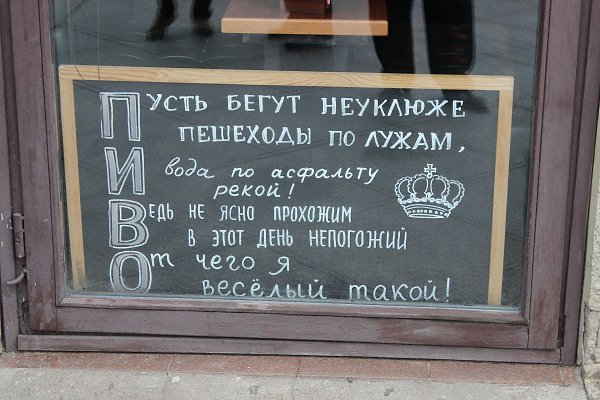 ПУСТЬ БЕГУТ НЕУКЛЮЖЕ
ПЕШЕХОДЫ ПО ЛУЖАМ,
И вода по асфальту
рекой!
ВЕДЬ НЕ ЯСНО ПРОХОЖИМ
В ЭТОТ ДЕНЬ НЕПОГОЖИЙ
От чего я
весёлый такой!